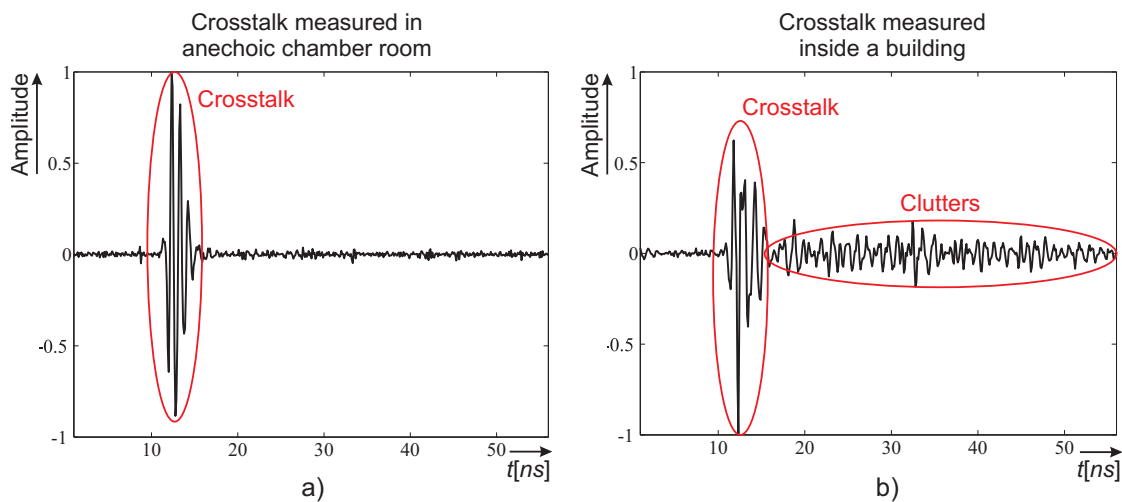 Crosstalk measured in
anechoic chamber room
Amplitude
1
0.5
0
-0.5
-1
Crosstalk
10
20
30
40
50
t[ns]
a)
Crosstalk measured
inside a building
Amplitude
1
0.5
0
-0.5
-1
Crosstalk
Clutters
10
20
30
40
50
t[ns]
b)